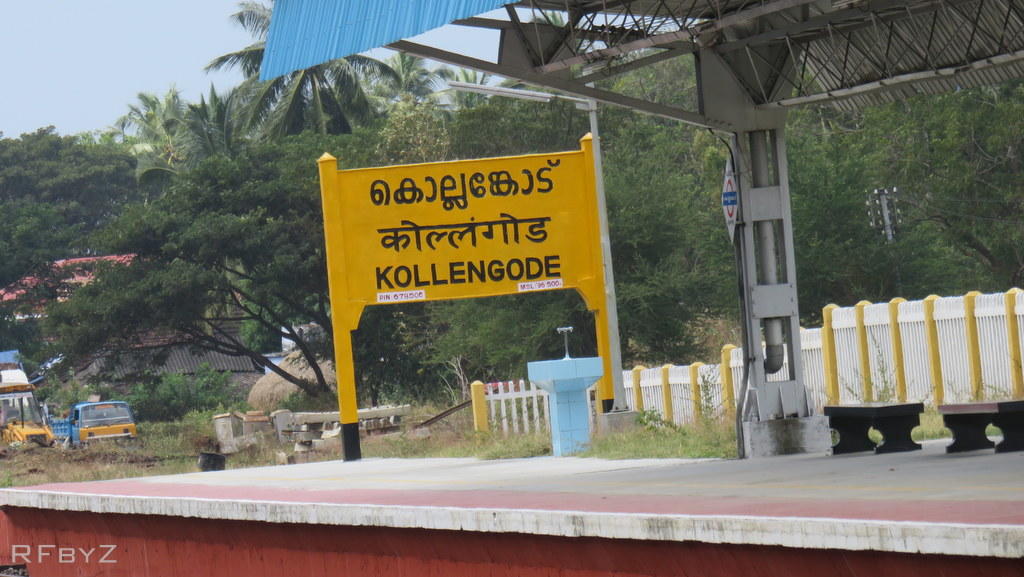 കൊല്ലങ്കോട്
कोल्लंगोड
KOLLENGODE
PIN: 678506
MSL: 96.500
RFbyZ